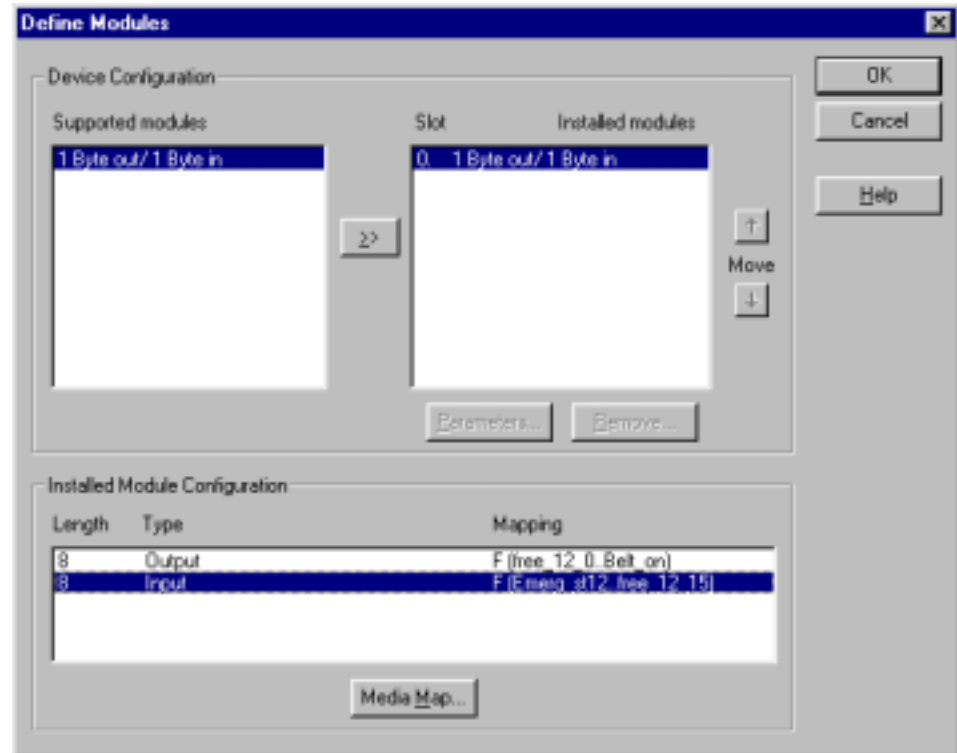 Define Modules
Device Configuration
OK
Supported modules Slot Installed modules
Cancel
1 Byte out/ 1 Byte in 0. 1 Byte out/ 1 Byte in
Help
>>
Move
Parameters... Remove...
Installed Module Configuration
Length Type Mapping
8 Output F (free_12_0..Belt_on)
8 Input F (Emerg_st12..free_12_15)
Media Map...